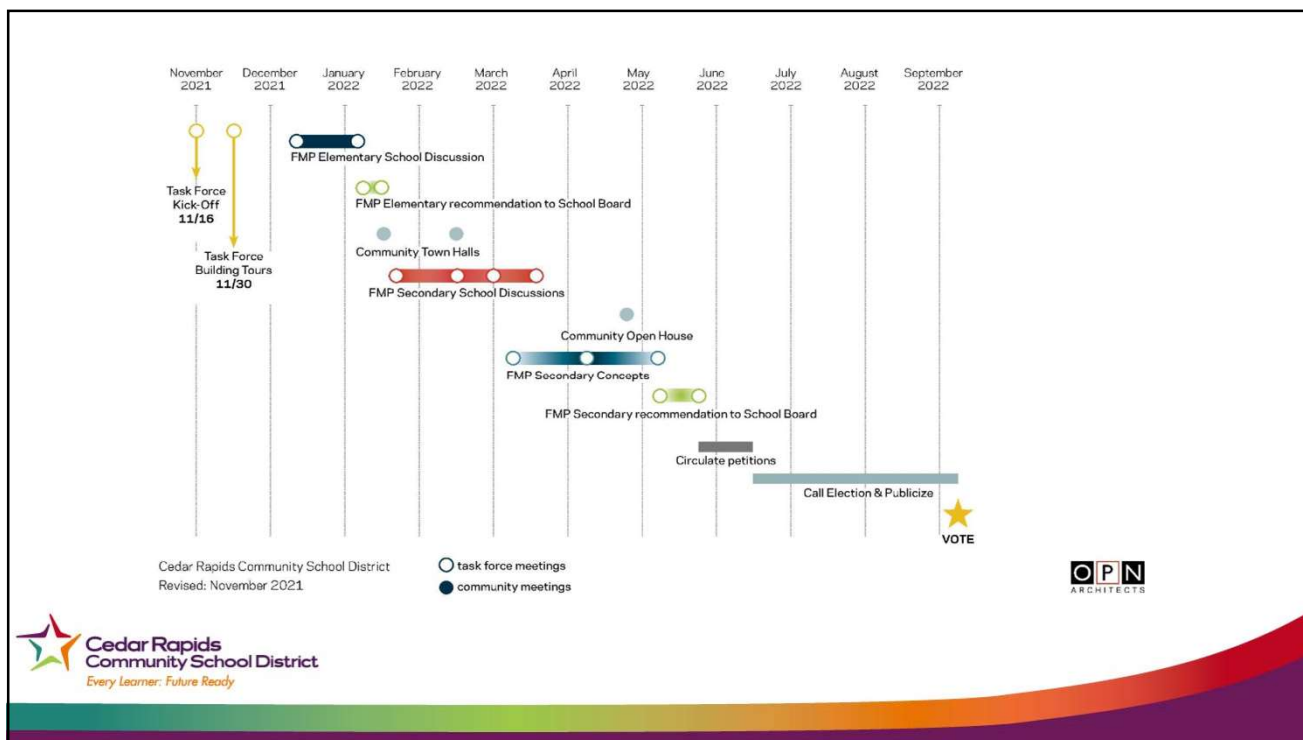 November December January February March April May June July August September
2021 2021 2022 2022 2022 2022 2022 2022 2022 2022 2022
FMP Elementary School Discussion
Task Force
Kick-Off
11/16
FMP Elementary recommendation to School Board
Community Town Halls
Task Force
Building Tours
11/30
FMP Secondary School Discussions
Community Open House
FMP Secondary Concepts
FMP Secondary recommendation to School Board
Circulate petitions
Call Election & Publicize
VOTE
Cedar Rapids Community School District
Revised: November 2021
task force meetings
community meetings
OPN
ARCHITECTS
Cedar Rapids
Community School District
Every Learner: Future Ready